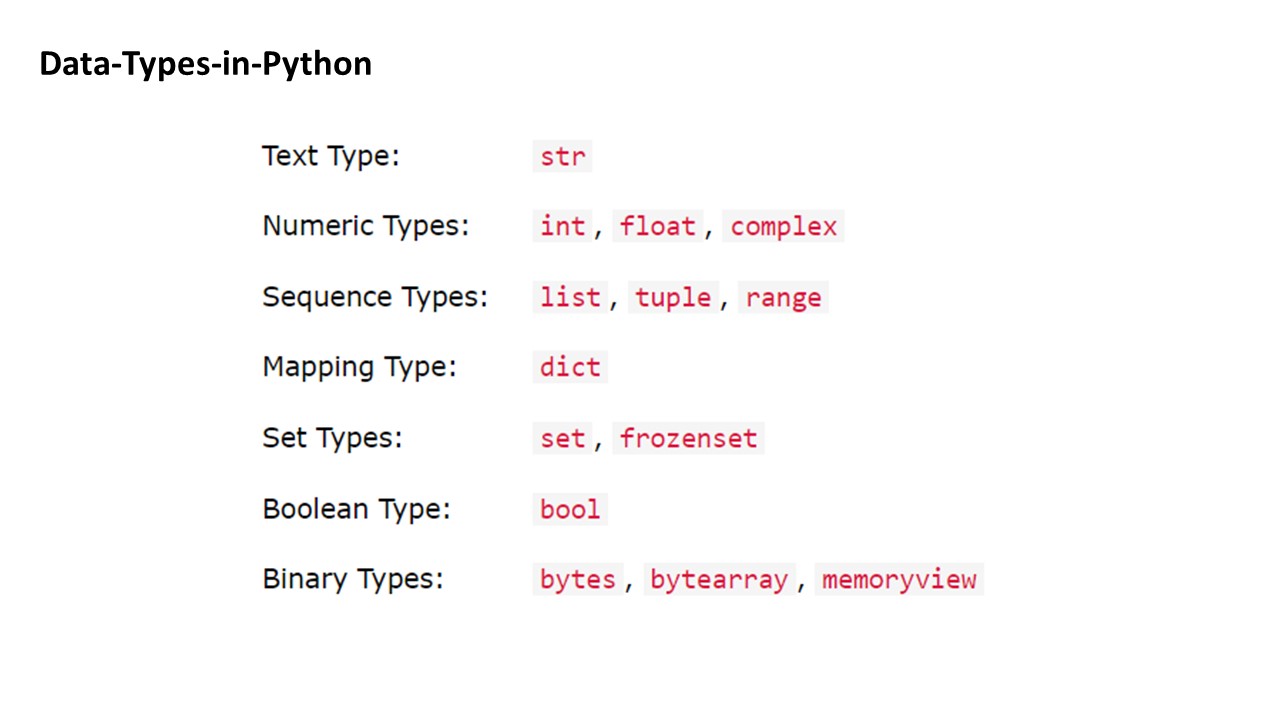 Data-Types-in-Python
Text Type: str
Numeric Types: int, float, complex
Sequence Types: list, tuple, range
Mapping Type: dict
Set Types: set, frozenset
Boolean Type: bool
Binary Types: bytes, bytearray, memoryview